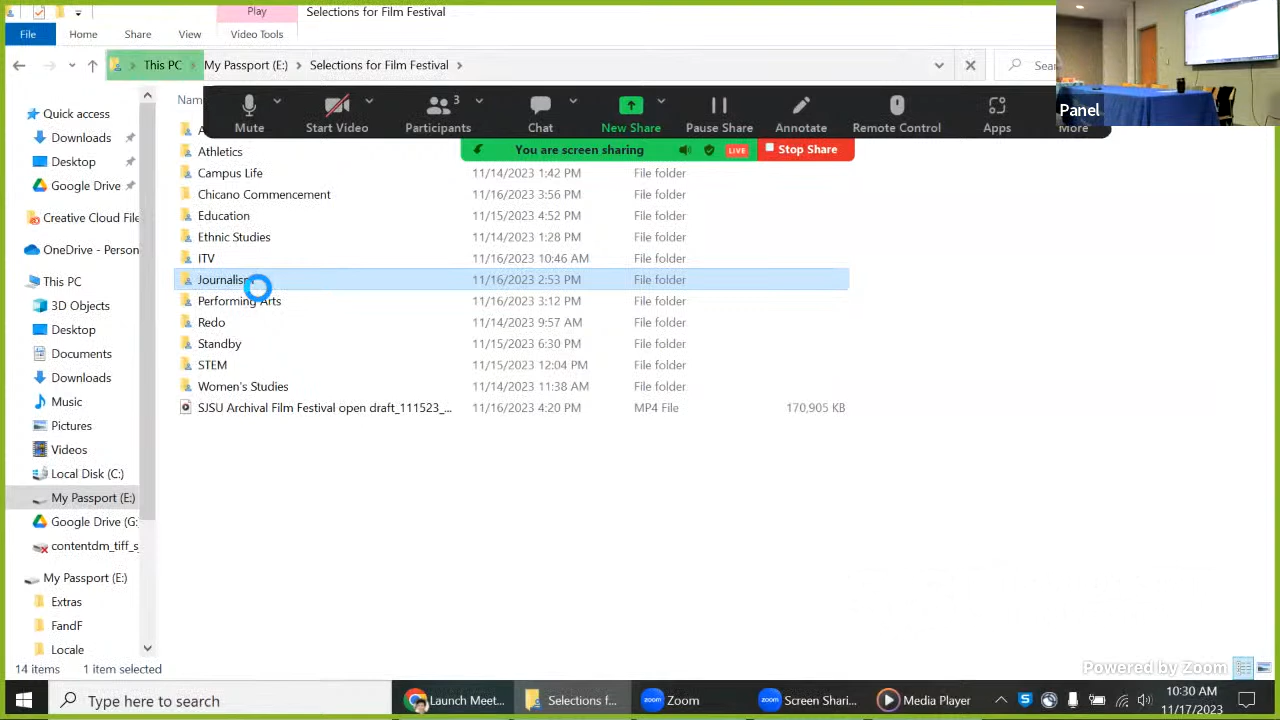 Play
Selections for Film Festival
File
Home
Share
View
Video Tools
This PC
My Passport (E:)
Selections for Film Festival
Sea
Panel
Mute
Start Video
3
Participants
Chat
New Share
Pause Share
Annotate
Remote Control
Apps
More
You are screen sharing
LIVE
Stop Share
Quick access
Downloads
Desktop
Google Drive
Creative Cloud File
OneDrive - Person
This PC
3D Objects
Desktop
Documents
Downloads
Music
Pictures
Videos
Local Disk (C:)
My Passport (E:)
Google Drive (G:
contentdm_tiff_s
My Passport (E:)
Extras
FandF
Locale
Nam
A
Athletics
Campus Life 11/14/2023 1:42 PM File folder
Chicano Commencement 11/16/2023 3:56 PM File folder
Education 11/15/2023 4:52 PM File folder
Ethnic Studies 11/14/2023 1:28 PM File folder
ITV 11/16/2023 10:46 AM File folder
Journalism 11/16/2023 2:53 PM File folder
Performing Arts 11/16/2023 3:12 PM File folder
Redo 11/14/2023 9:57 AM File folder
Standby 11/15/2023 6:30 PM File folder
STEM 11/15/2023 12:04 PM File folder
Women's Studies 11/14/2023 11:38 AM File folder
SJSU Archival Film Festival open draft_111523_... 11/16/2023 4:20 PM MP4 File 170,905 KB
14 items 1 item selected
Powered by Zoom
Type here to search
Launch Meet...
Selections f...
Zoom
Screen Shari...
Media Player
10:30 AM
11/17/2023